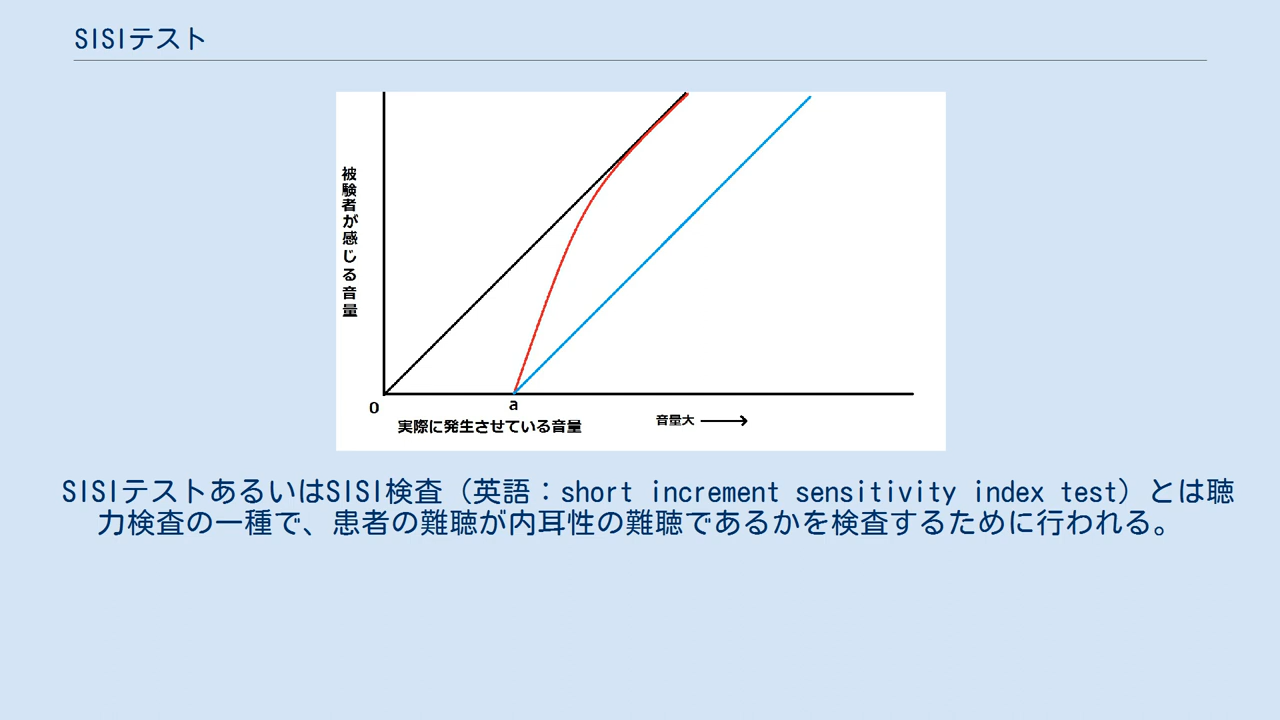 SISIテスト
被験者が感じる音量
0
a
実際に発生させている音量
音量大
SISIテストあるいはSISI検査（英語：short increment sensitivity index test）とは聴
力検査の一種で、患者の難聴が内耳性の難聴であるかを検査するために行われる。